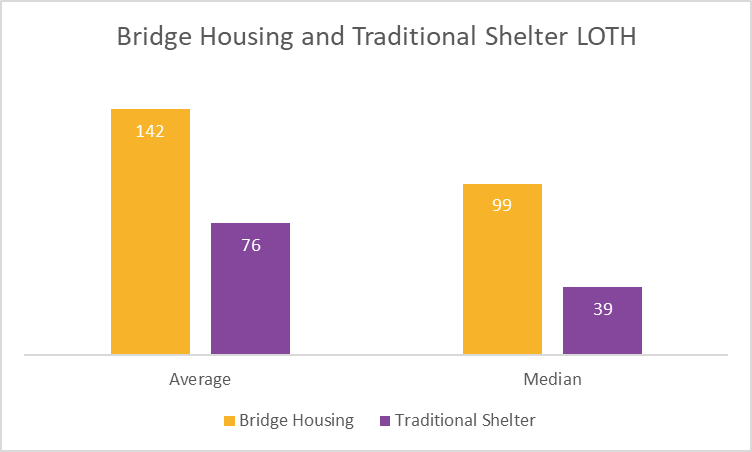 Bridge Housing and Traditional Shelter LOTH
142
76
99
39
Average
Median
Bridge Housing
Traditional Shelter